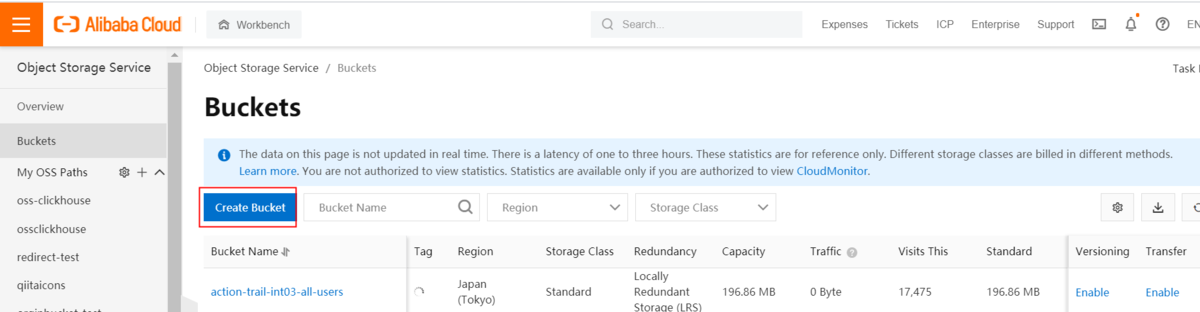 Alibaba Cloud
Workbench
Search...
Expenses
Tickets
ICP
Enterprise
Support
EN
Object Storage Service
Overview
Buckets
My OSS Paths
oss-clickhouse
ossclickhouse
redirect-test
qiitaicons
Object Storage Service / Buckets
Task
Buckets
The data on this page is not updated in real time. There is a latency of one to three hours. These statistics are for reference only. Different storage classes are billed in different methods.
Learn more. You are not authorized to view statistics. Statistics are available only if you are authorized to view CloudMonitor.
Create Bucket
Bucket Name
Region
Storage Class
Bucket Name
Tag
Region
Storage Class
Redundancy
Capacity
Traffic
Visits This
Standard
Versioning
Transfer
action-trail-int03-all-users
Japan
(Tokyo)
Standard
Locally
Redundant
Storage (LRS)
196.86 MB
0 Byte
17,475
196.86 MB
Enable
Enable